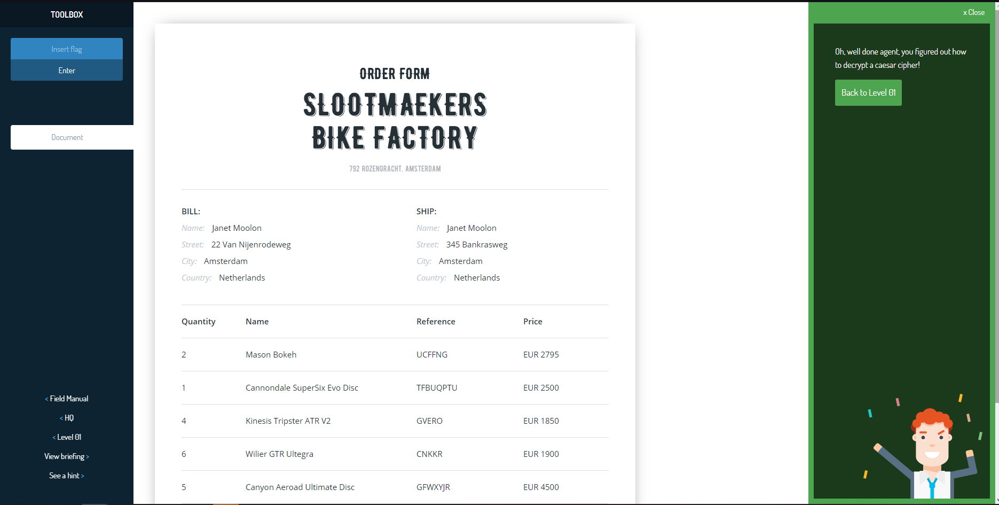 TOOLBOX
Insert flag
Enter
Document
< Field Manual
< HQ
< Level 01
View briefing >
See a hint >
ORDER FORM
SLOOTMAEKERS
BIKE FACTORY
792 ROZENGRACHT, AMSTERDAM
BILL:
Name: Janet Moolon
Street: 22 Van Nijenrodeweg
City: Amsterdam
Country: Netherlands
SHIP:
Name: Janet Moolon
Street: 345 Bankrasweg
City: Amsterdam
Country: Netherlands
Quantity Name Reference Price
2 Mason Bokeh UCFFNG EUR 2795
1 Cannondale SuperSix Evo Disc TFBUQPTU EUR 2500
4 Kinesis Tripster ATR V2 GVERO EUR 1850
6 Wilier GTR Ultegra CNKKR EUR 1900
5 Canyon Aeroad Ultimate Disc GFWXYJR EUR 4500
x Close
Oh, well done agent, you figured out how
to decrypt a caesar cipher!
Back to Level 01